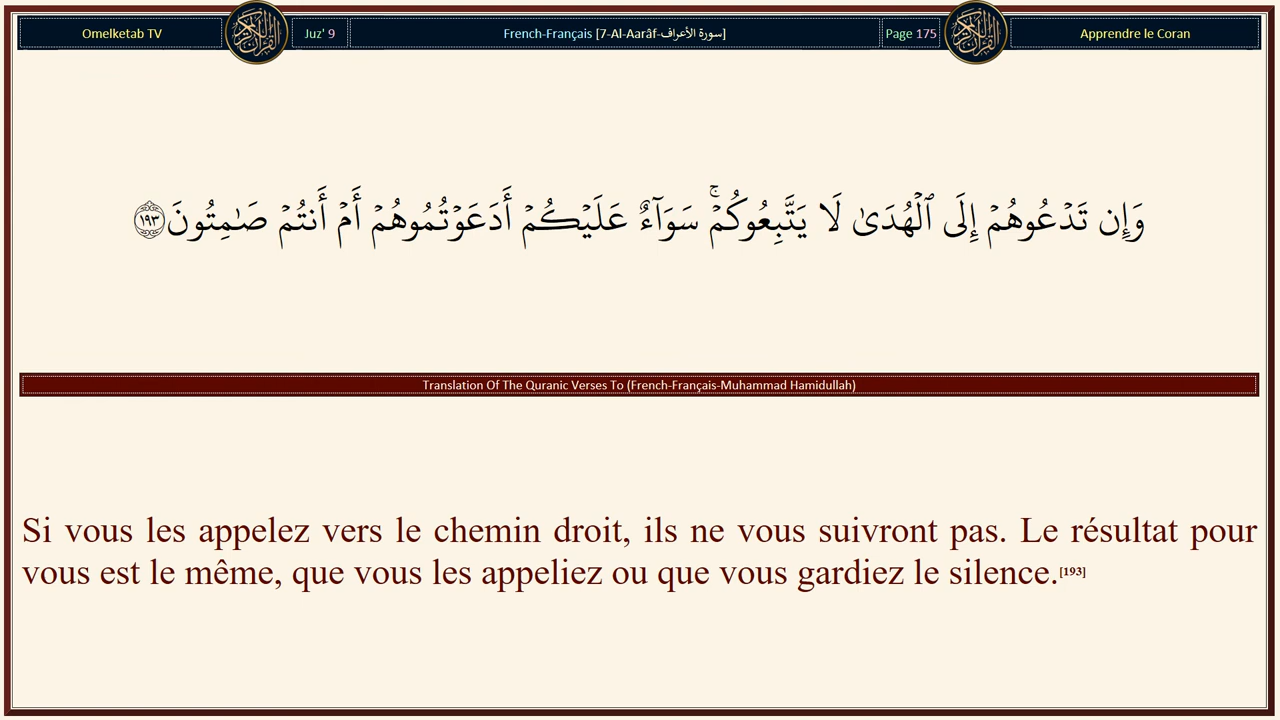 Omelketab TV
Juz' 9
French-Français [7-Al-Aarâf-سورة الأعراف]
Page 175
Apprendre le Coran
وَإِن تَدۡعُوهُمۡ إِلَى ٱلۡهُدَىٰ لَا يَتَّبِعُوكُمۡۚ سَوَآءٌ عَلَيۡكُمۡ أَدَعَوۡتُمُوهُمۡ أَمۡ أَنتُمۡ صَٰمِتُونَ ١٩٣
Translation Of The Quranic Verses To (French-Français-Muhammad Hamidullah)
Si vous les appelez vers le chemin droit, ils ne vous suivront pas. Le résultat pour
vous est le même, que vous les appeliez ou que vous gardiez le silence.[193]